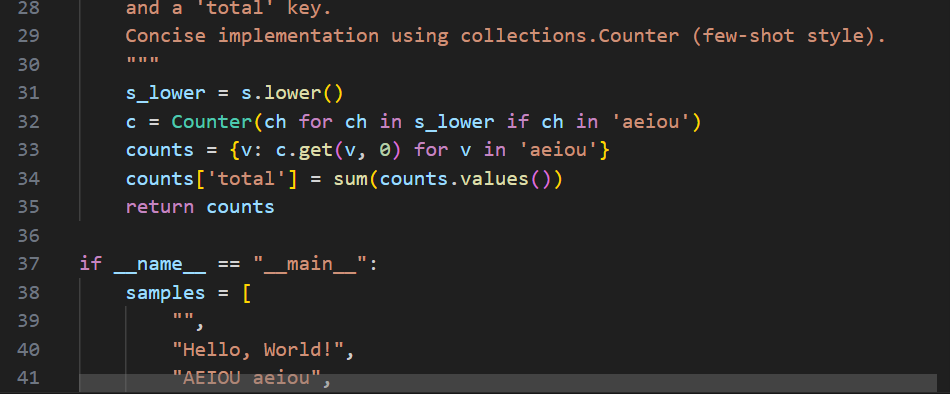 28 and a 'total' key.
29 Concise implementation using collections.Counter (few-shot style).
30 """
31 s_lower = s.lower()
32 c = Counter(ch for ch in s_lower if ch in 'aeiou')
33 counts = {v: c.get(v, 0) for v in 'aeiou'}
34 counts['total'] = sum(counts.values())
35 return counts
36
37 if __name__ == "__main__":
38 samples = [
39 "",
40 "Hello, World!",
41 "AEIOU aeiou",